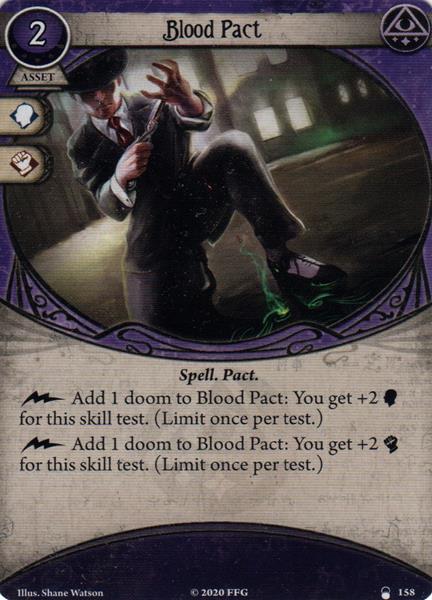 Blood Pact
2
ASSET
Spell. Pact.
Add 1 doom to Blood Pact: You get +2
for this skill test. (Limit once per test.)
Add 1 doom to Blood Pact: You get +2
for this skill test. (Limit once per test.)
Illus. Shane Watson © 2020 FFG 158